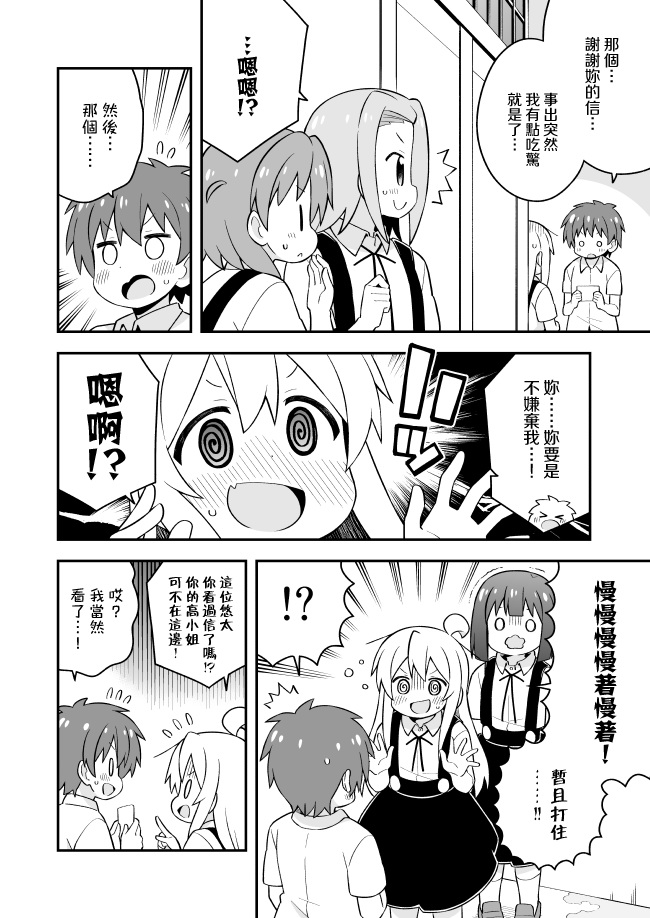 那個…
謝謝妳的信…
事出突然
我有點吃驚
就是了…
…嗯嗯!?
然後…
那個……
妳……妳要是
不嫌棄我…!
嗯嗯!?
慢慢慢慢著慢著!
暫且打住
……!!
!?
這位悠太
你看過信了嗎!?
你的高小姐
可不在這邊!
哎?
我當然
看了…!